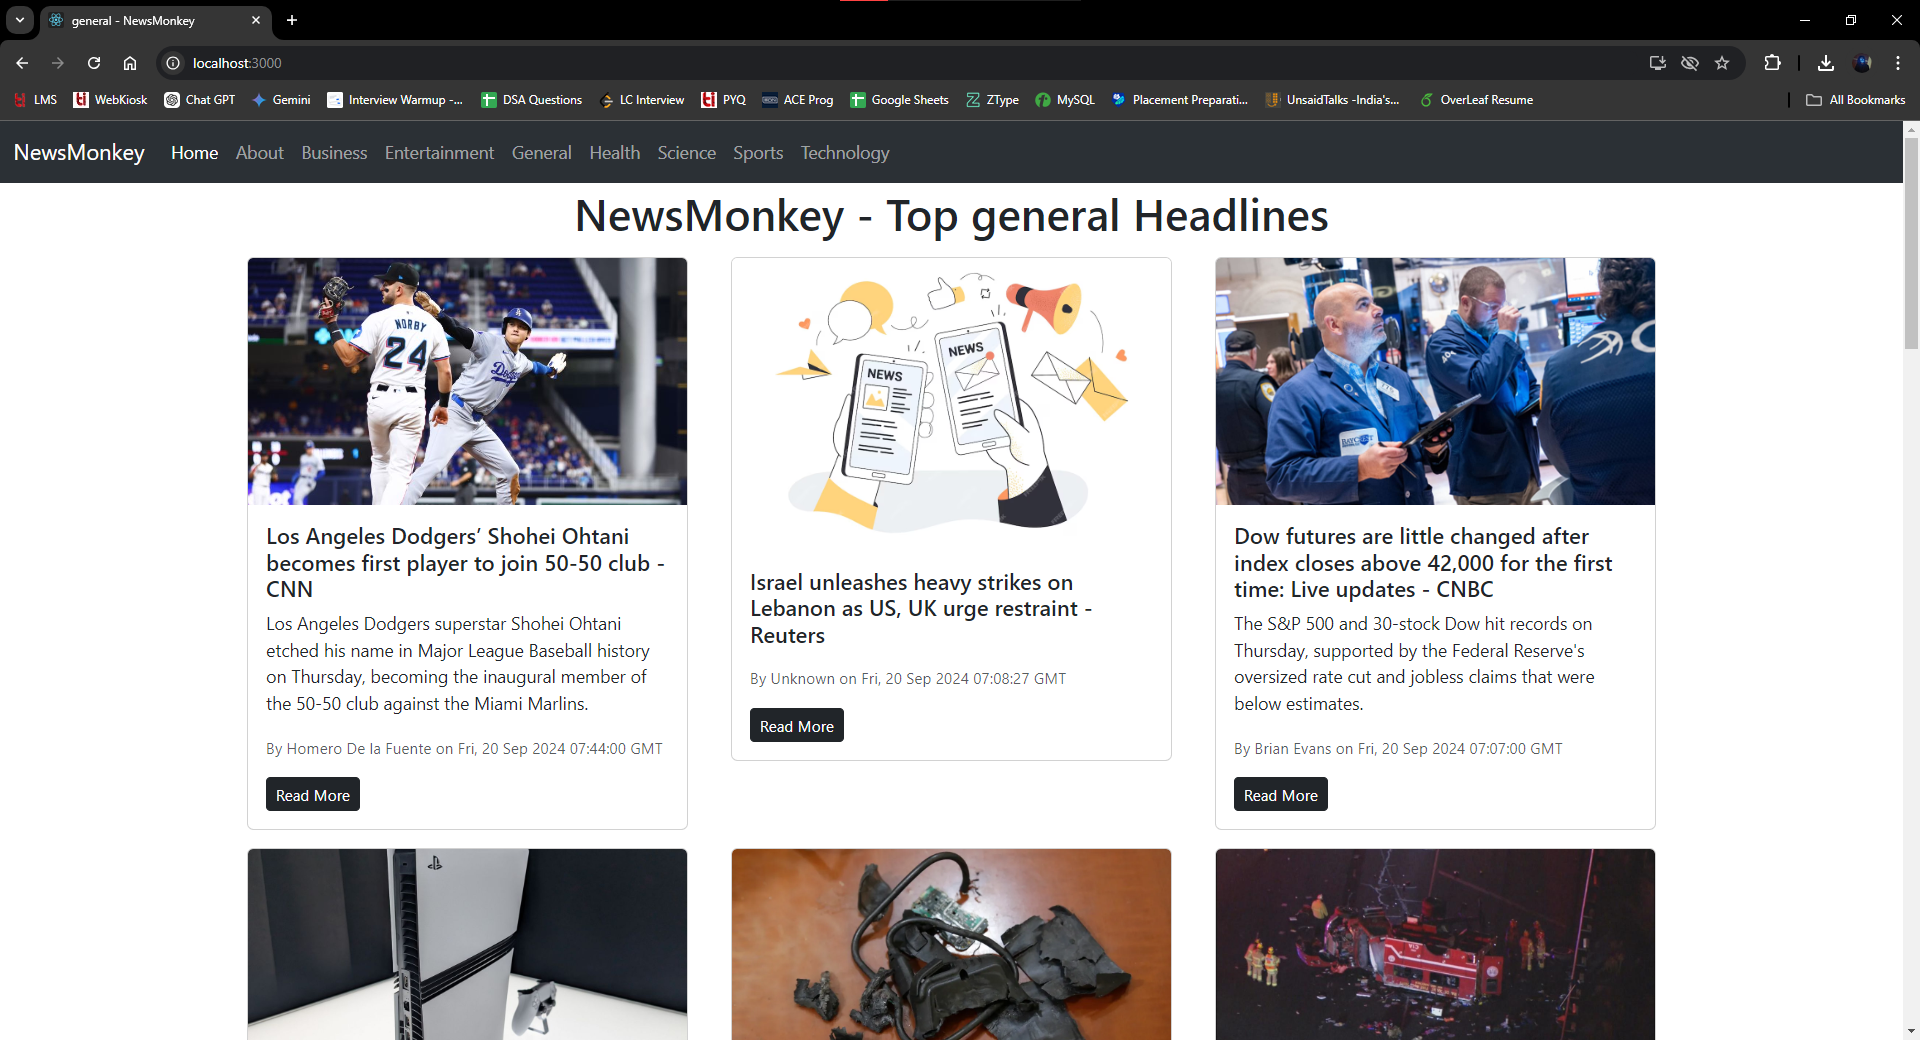 general - NewsMonkey
localhost:3000
LMS WebKiosk Chat GPT Gemini Interview Warmup -... DSA Questions LC Interview PYQ ACE Prog Google Sheets ZType MySQL Placement Preparati... UnsaidTalks -India's... OverLeaf Resume All Bookmarks
NewsMonkey Home About Business Entertainment General Health Science Sports Technology
NewsMonkey - Top general Headlines
NORBY
24
Dodgers
Los Angeles Dodgers’ Shohei Ohtani
becomes first player to join 50-50 club -
CNN
Los Angeles Dodgers superstar Shohei Ohtani
etched his name in Major League Baseball history
on Thursday, becoming the inaugural member of
the 50-50 club against the Miami Marlins.
By Homero De la Fuente on Fri, 20 Sep 2024 07:44:00 GMT
Read More
NEWS
NEWS
Israel unleashes heavy strikes on
Lebanon as US, UK urge restraint -
Reuters
By Unknown on Fri, 20 Sep 2024 07:08:27 GMT
Read More
Dow futures are little changed after
index closes above 42,000 for the first
time: Live updates - CNBC
The S&P 500 and 30-stock Dow hit records on
Thursday, supported by the Federal Reserve's
oversized rate cut and jobless claims that were
below estimates.
By Brian Evans on Fri, 20 Sep 2024 07:07:00 GMT
Read More